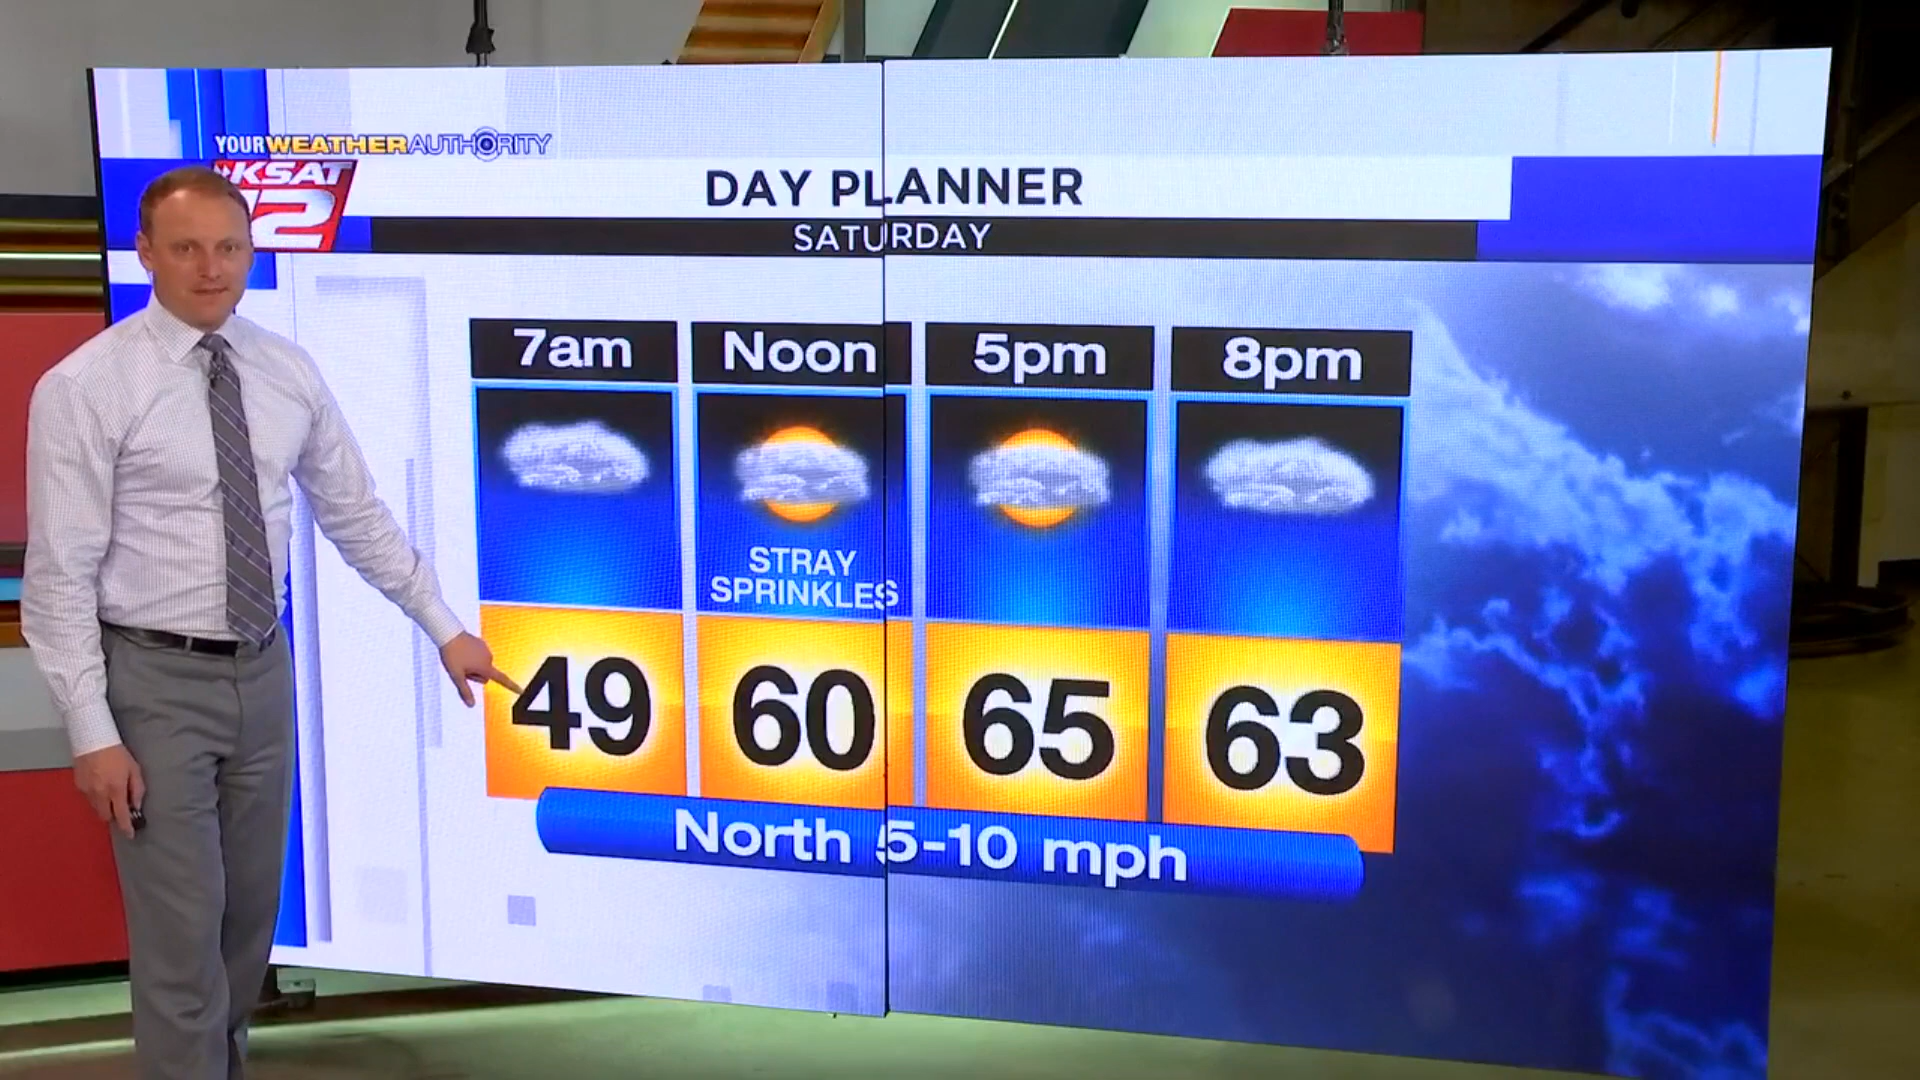 YOUR WEATHER AUTHORITY
KSAT
12
DAY PLANNER
SATURDAY
7am
Noon
5pm
8pm
STRAY
SPRINKLES
49
60
65
63
North 5-10 mph